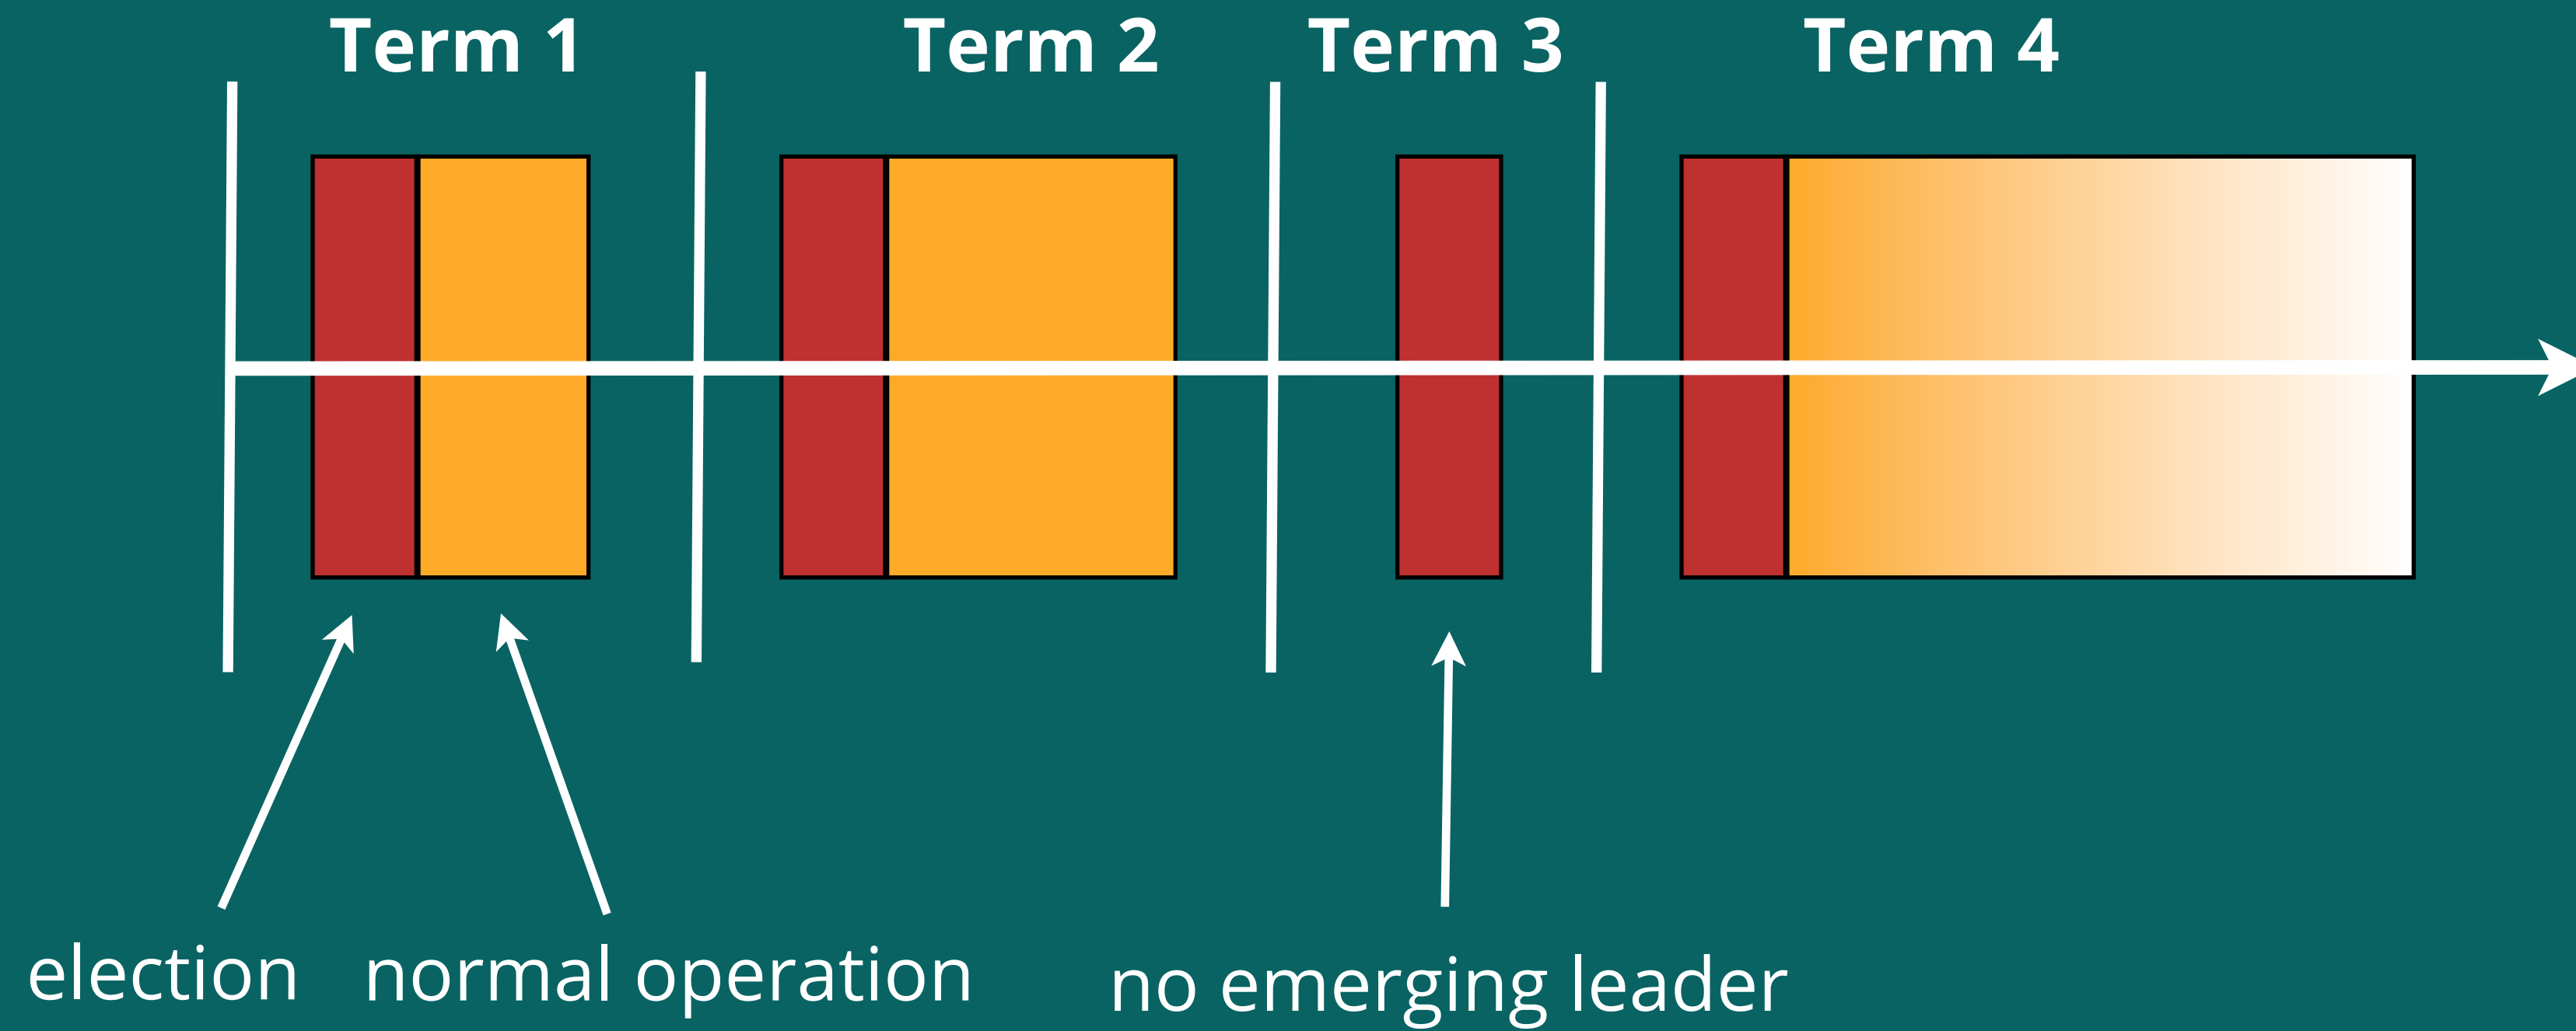 Term 1
Term 2
Term 3
Term 4
election
normal operation
no emerging leader